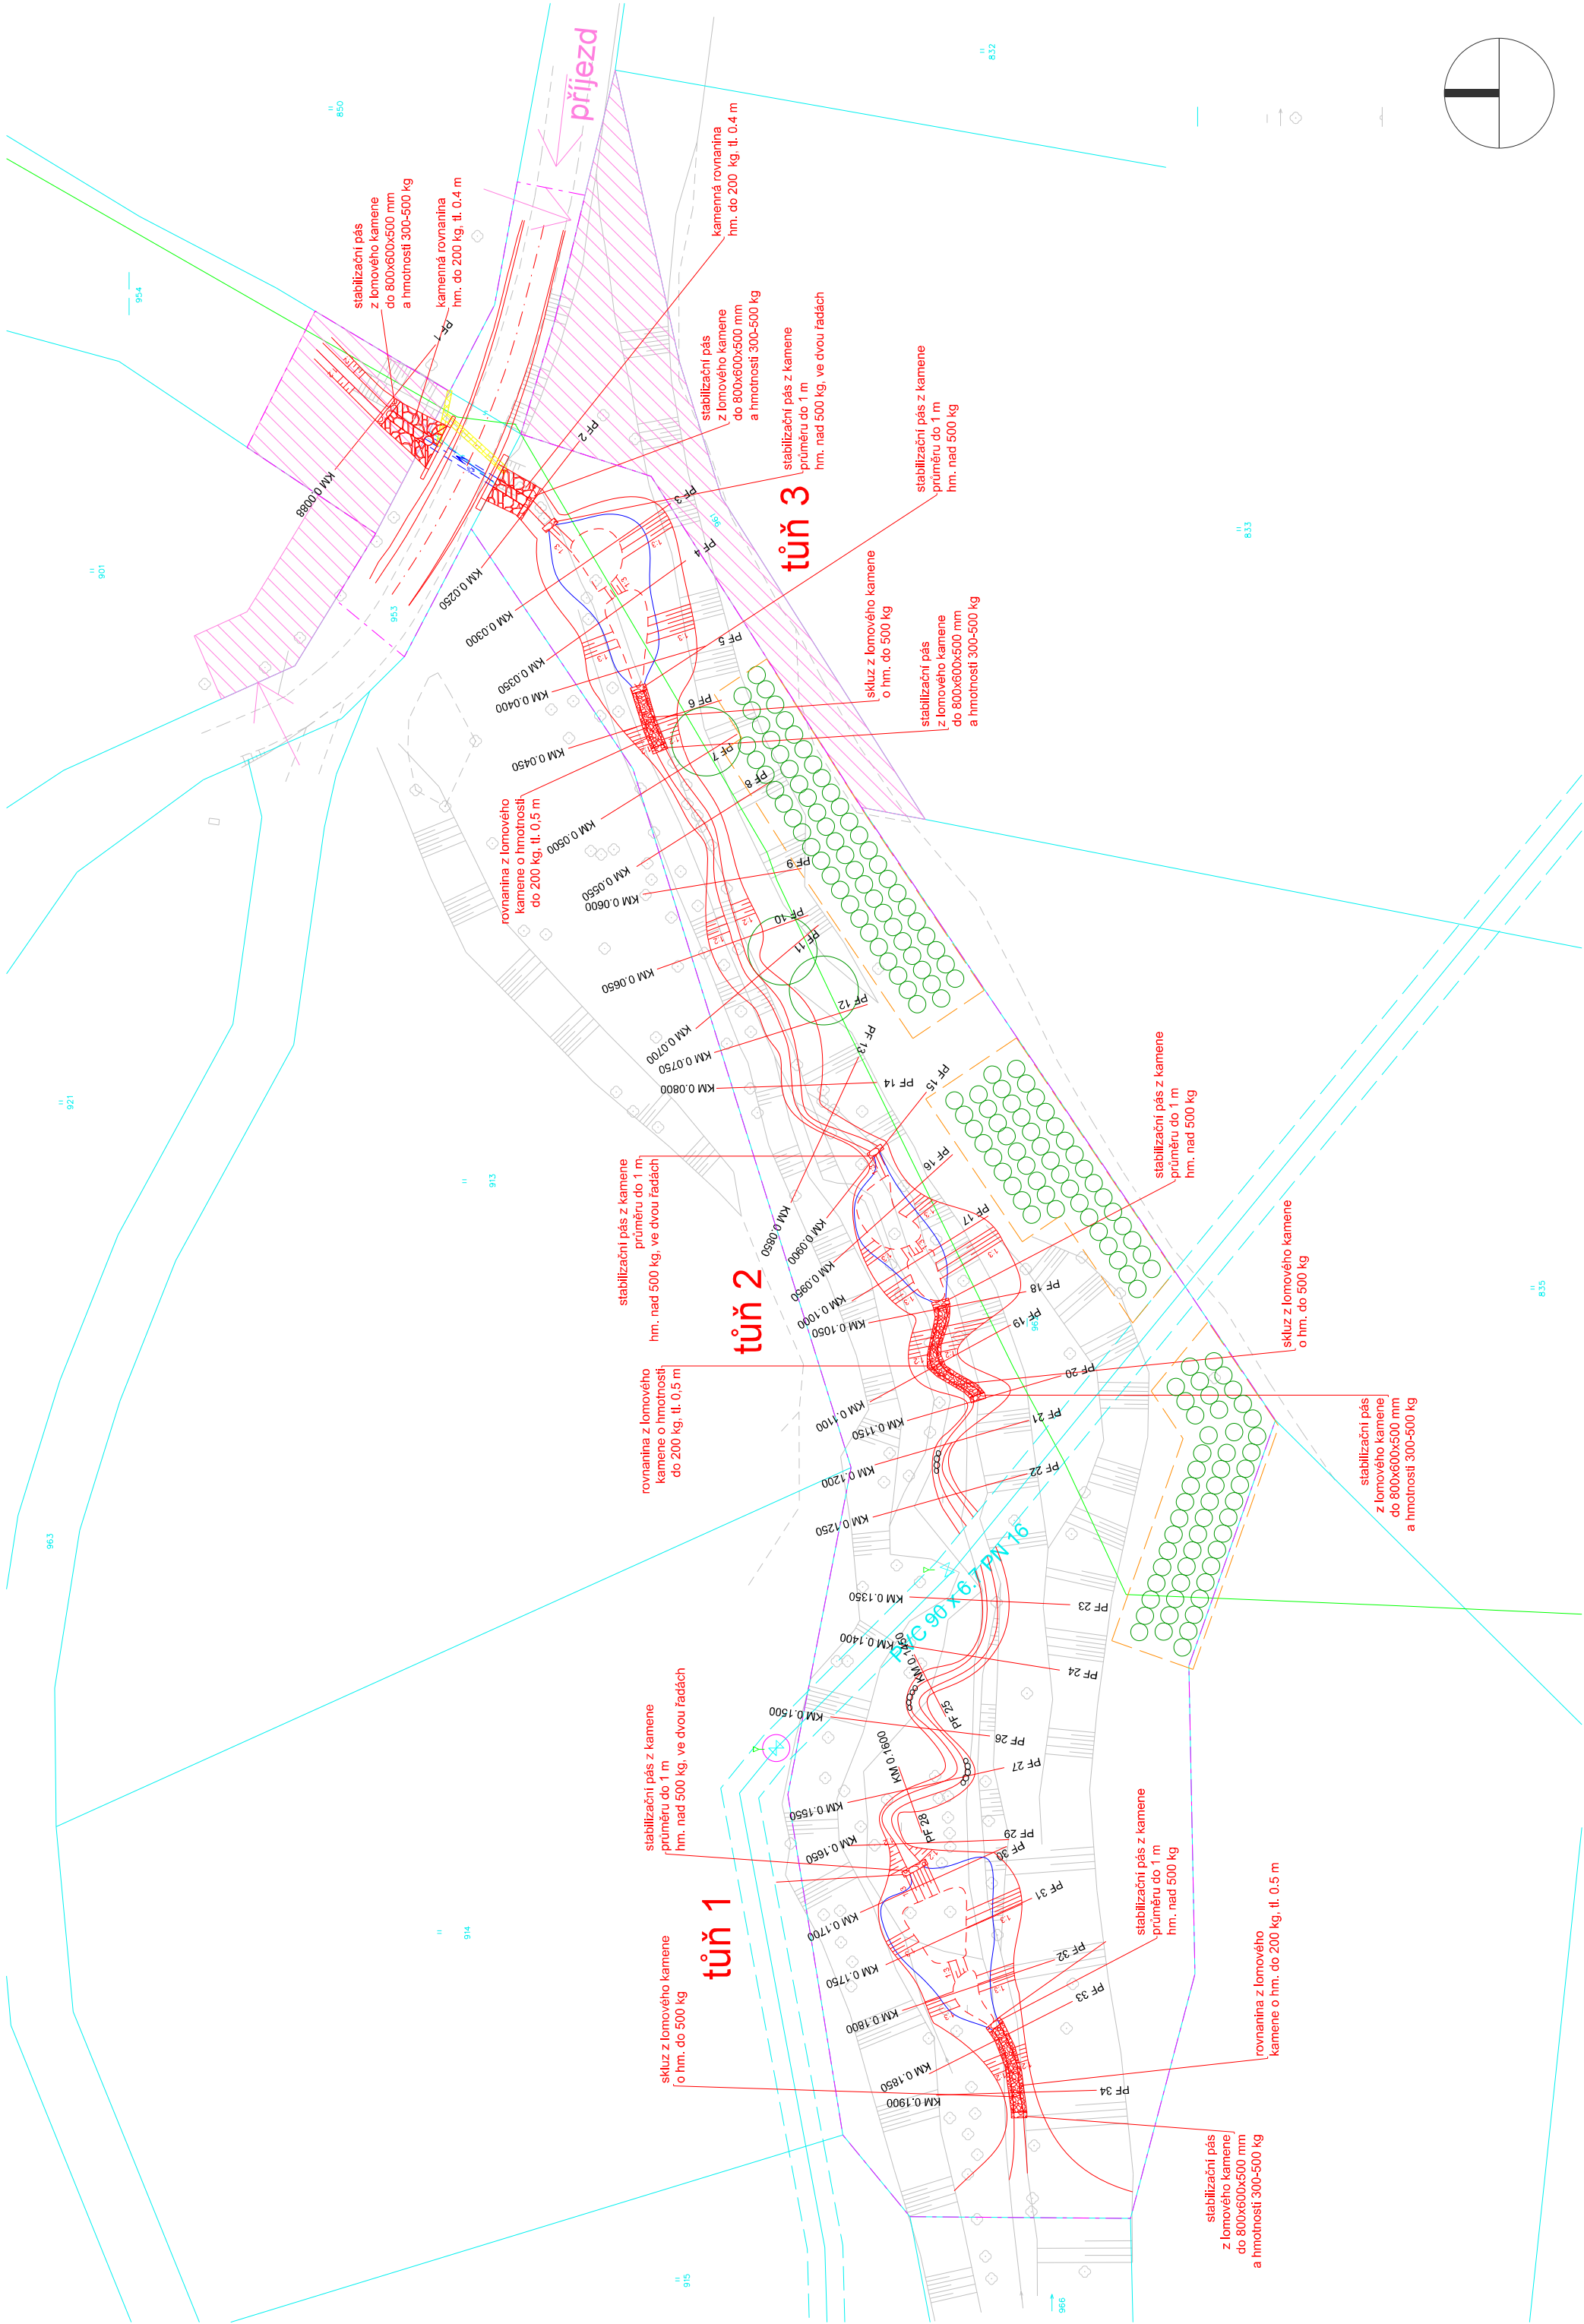 příjezd
832
850
954
901
953
961
833
921
913
963
835
914
915
966
stabilizační pás
z lomového kamene
do 800x600x500 mm
a hmotnosti 300-500 kg
kamenná rovnanina
hm. do 200 kg, tl. 0.4 m
kamenná rovnanina
hm. do 200 kg, tl. 0.4 m
stabilizační pás
z lomového kamene
do 800x600x500 mm
a hmotnosti 300-500 kg
stabilizační pás z kamene
průměru do 1 m
hm. nad 500 kg, ve dvou řadách
tůň 3
stabilizační pás z kamene
průměru do 1 m
hm. nad 500 kg
skluz z lomového kamene
o hm. do 500 kg
stabilizační pás
z lomového kamene
do 800x600x500 mm
a hmotnosti 300-500 kg
rovnanina z lomového
kamene o hmotnosti
do 200 kg, tl. 0,5 m
stabilizační pás z kamene
průměru do 1 m
hm. nad 500 kg, ve dvou řadách
tůň 2
stabilizační pás z kamene
průměru do 1 m
hm. nad 500 kg
skluz z lomového kamene
o hm. do 500 kg
rovnanina z lomového
kamene o hmotnosti
do 200 kg, tl. 0,5 m
stabilizační pás
z lomového kamene
do 800x600x500 mm
a hmotnosti 300-500 kg
PVC 90 x 6.7 PN 16
stabilizační pás z kamene
průměru do 1 m
hm. nad 500 kg, ve dvou řadách
tůň 1
skluz z lomového kamene
o hm. do 500 kg
stabilizační pás z kamene
průměru do 1 m
hm. nad 500 kg
rovnanina z lomového
kamene o hm. do 200 kg, tl. 0.5 m
stabilizační pás
z lomového kamene
do 800x600x500 mm
a hmotnosti 300-500 kg
KM 0.0088
PF 1
KM 0.0250
PF 2
KM 0.0300
PF 3
KM 0.0350
PF 4
KM 0.0400
PF 5
KM 0.0450
PF 6
KM 0.0500
PF 7
KM 0.0550
PF 8
KM 0.0600
PF 9
KM 0.0650
PF 10
KM 0.0700
PF 11
KM 0.0750
PF 12
KM 0.0850
PF 13
KM 0.0800
PF 14
KM 0.0900
PF 15
KM 0.0950
PF 16
KM 0.1000
PF 17
KM 0.1050
PF 18
KM 0.1100
PF 19
KM 0.1150
PF 20
KM 0.1200
PF 21
KM 0.1250
PF 22
KM 0.1350
PF 23
KM 0.1400
PF 24
KM 0.1450
PF 25
KM 0.1500
PF 26
KM 0.1550
PF 27
KM 0.1600
PF 28
KM 0.1650
PF 29
KM 0.1700
PF 30
KM 0.1750
PF 31
KM 0.1800
PF 32
KM 0.1850
PF 33
KM 0.1900
PF 34